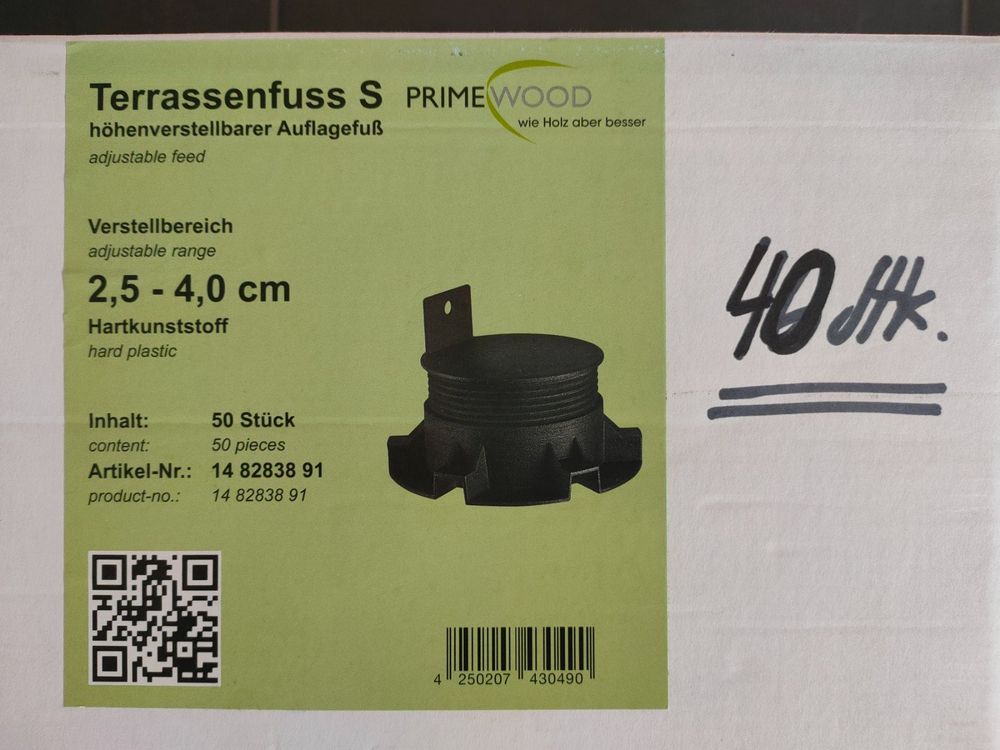 Terrassenfuss S
PRIMEWOOD
höhenverstellbarer Auflagefuß
wie Holz aber besser
adjustable feed
Verstellbereich
adjustable range
2,5 - 4,0 cm
Hartkunststoff
hard plastic
Inhalt: 50 Stück
content: 50 pieces
Artikel-Nr.: 14 82838 91
product-no.: 14 82838 91
4 250207 430490
40 Stk.